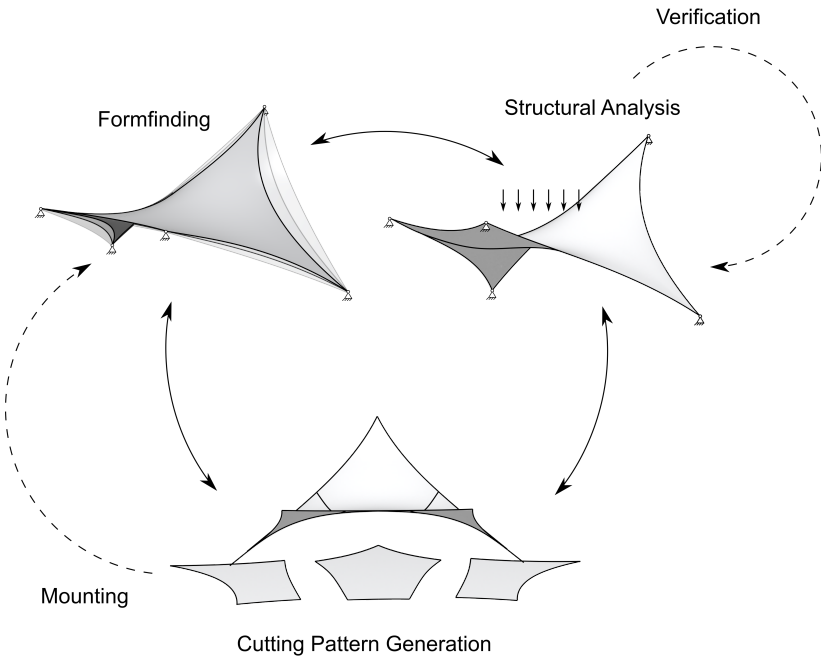 Verification
Structural Analysis
Formfinding
Mounting
Cutting Pattern Generation